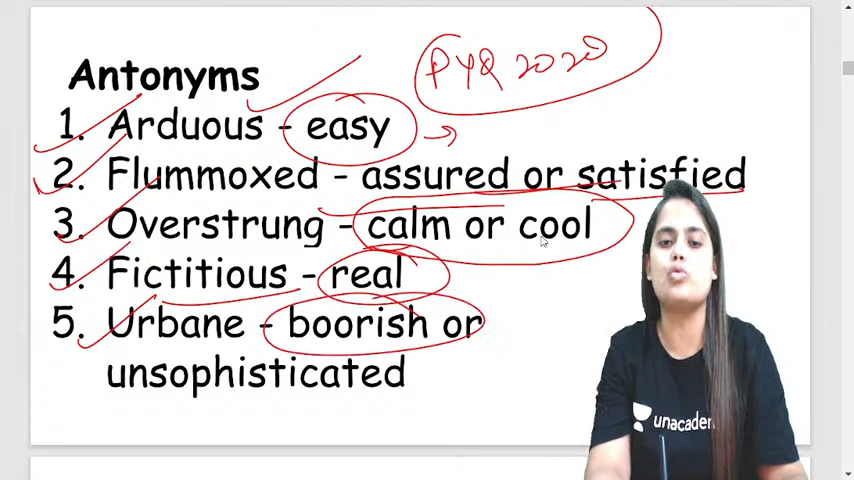 PYQ 2020
Antonyms
1. Arduous - easy
2. Flummoxed - assured or satisfied
3. Overstrung - calm or cool
4. Fictitious - real
5. Urbane - boorish or
unsophisticated
unacadem